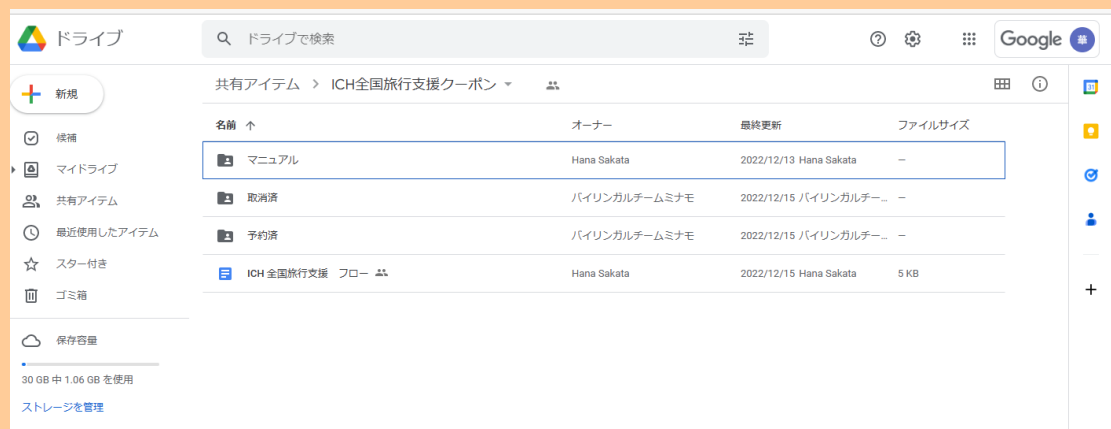 ドライブ
ドライブで検索
Google 華
新規
候補
マイドライブ
共有アイテム
最近使用したアイテム
スター付き
ゴミ箱
保存容量
30 GB 中 1.06 GB を使用
ストレージを管理
共有アイテム > ICH全国旅行支援クーポン
名前 ↑ オーナー 最終更新 ファイルサイズ
マニュアル Hana Sakata 2022/12/13 Hana Sakata –
取消済 バイリンガルチームミナモ 2022/12/15 バイリンガルチー... –
予約済 バイリンガルチームミナモ 2022/12/15 バイリンガルチー... –
ICH 全国旅行支援　フロー Hana Sakata 2022/12/15 Hana Sakata 5 KB
31